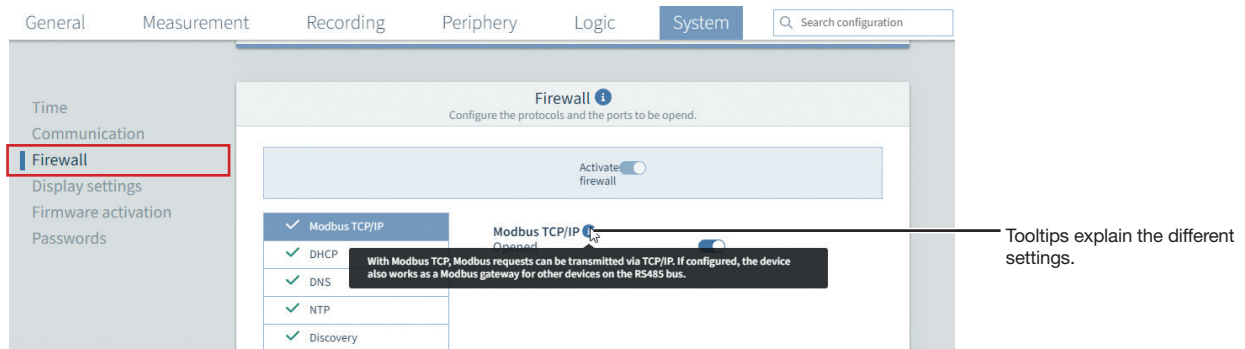 General Measurement Recording Periphery Logic System Search configuration
Time
Communication
Firewall
Display settings
Firmware activation
Passwords
Firewall i
Configure the protocols and the ports to be opend.
Activate
firewall
Modbus TCP/IP
DHCP
DNS
NTP
Discovery
Modbus TCP/IP
Opened
With Modbus TCP, Modbus requests can be transmitted via TCP/IP. If configured, the device
also works as a Modbus gateway for other devices on the RS485 bus.
Tooltips explain the different
settings.